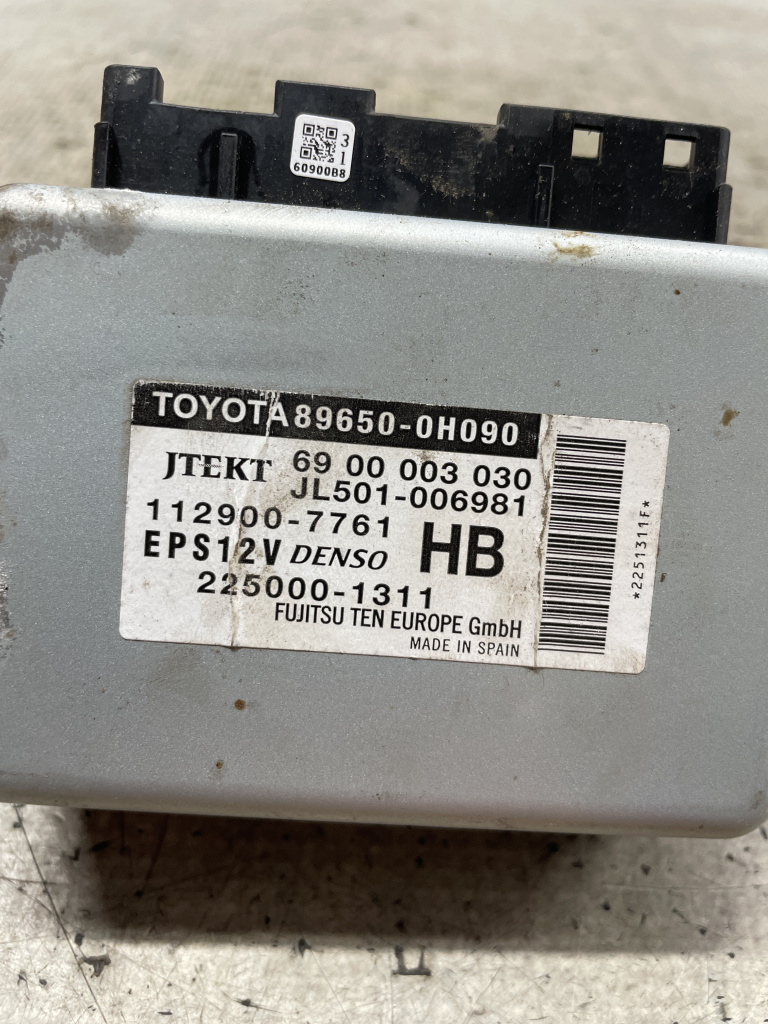 31
60900B8
TOYOTA 89650-0H090
JTEKT 69 00 003 030
JL501-006981
112900-7761
HB
EPS12V DENSO
225000-1311
FUJITSU TEN EUROPE GmbH
MADE IN SPAIN
*2251311F*